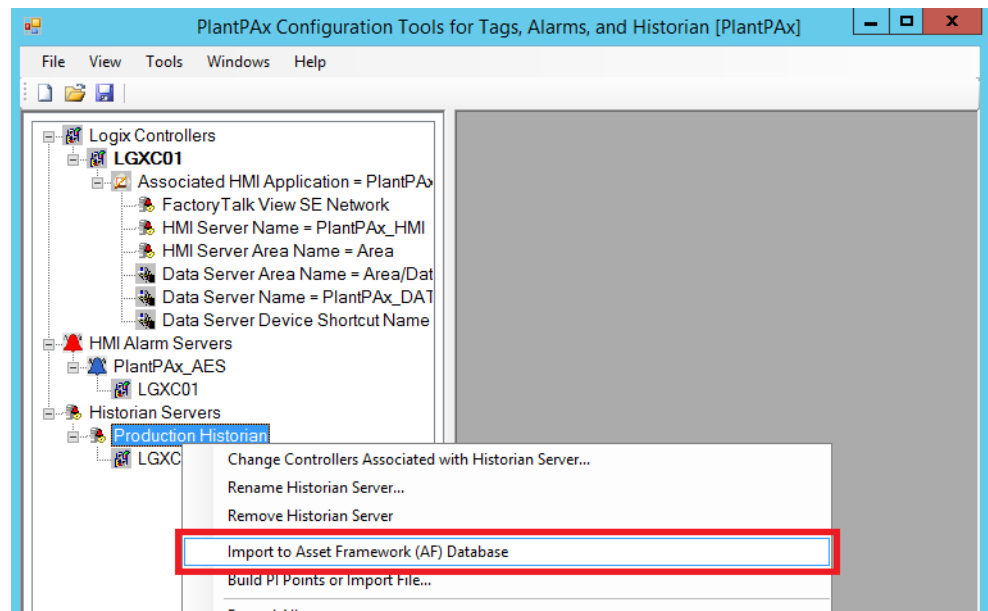 PlantPAx Configuration Tools for Tags, Alarms, and Historian [PlantPAx]
File View Tools Windows Help
Logix Controllers
LGXC01
Associated HMI Application = PlantPAx
FactoryTalk View SE Network
HMI Server Name = PlantPAx_HMI
HMI Server Area Name = Area
Data Server Area Name = Area/Dat
Data Server Name = PlantPAx_DAT
Data Server Device Shortcut Name
HMI Alarm Servers
PlantPAx_AES
LGXC01
Historian Servers
Production Historian
LGXC
Change Controllers Associated with Historian Server...
Rename Historian Server...
Remove Historian Server
Import to Asset Framework (AF) Database
Build PI Points or Import File...